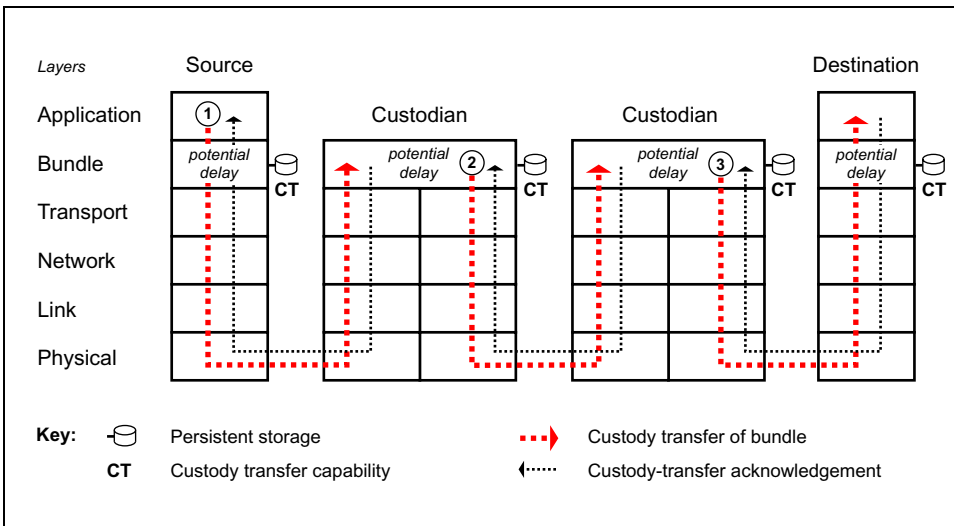 Layers Source Destination
Application 1 Custodian Custodian
Bundle potential delay CT potential delay 2 CT potential delay 3 CT potential delay CT
Transport
Network
Link
Physical
Key: Persistent storage Custody transfer of bundle
CT Custody transfer capability Custody-transfer acknowledgement